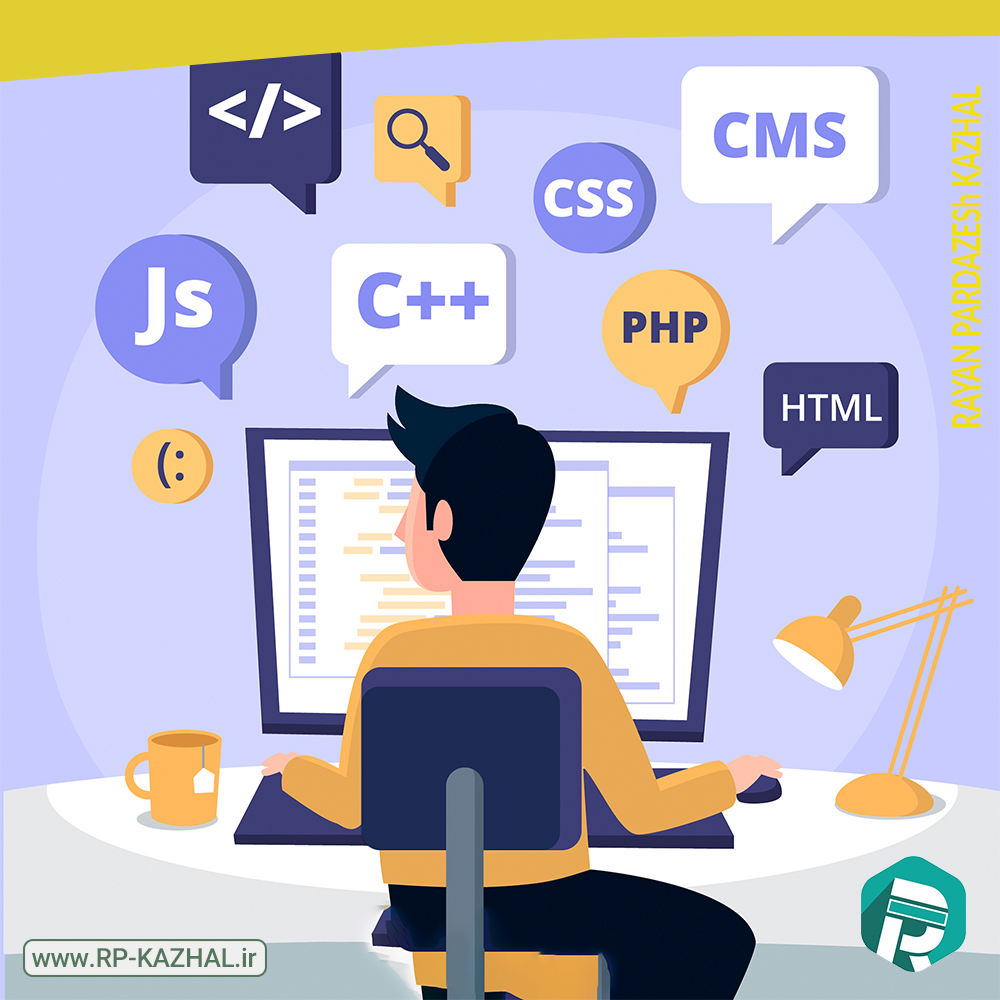 </>
CMS
CSS
Js
C++
PHP
HTML
RAYAN PARDAZESh KAZHAL
www.RP-KAZHAL.ir
R